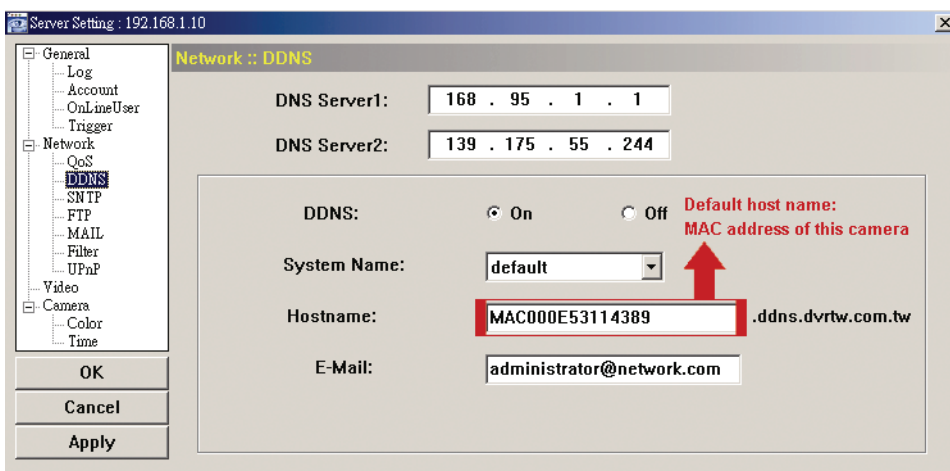 Server Setting : 192.168.1.10
General
Log
Account
OnLineUser
Trigger
Network
QoS
DDNS
SNTP
FTP
MAIL
Filter
UPnP
Video
Camera
Color
Time
OK
Cancel
Apply
Network :: DDNS
DNS Server1: 168 . 95 . 1 . 1
DNS Server2: 139 . 175 . 55 . 244
DDNS: On Off
Default host name:
MAC address of this camera
System Name: default
Hostname: MAC000E53114389 .ddns.dvrtw.com.tw
E-Mail: administrator@network.com